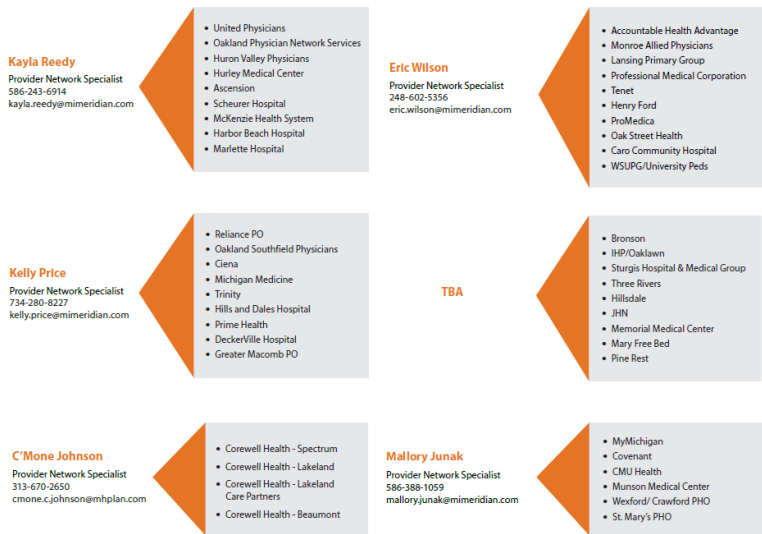 Kayla Reedy
Provider Network Specialist
586-243-6914
kayla.reedy@mimeridian.com
• United Physicians
• Oakland Physician Network Services
• Huron Valley Physicians
• Hurley Medical Center
• Ascension
• Scheurer Hospital
• McKenzie Health System
• Harbor Beach Hospital
• Marlette Hospital
Eric Wilson
Provider Network Specialist
248-602-5356
eric.wilson@mimeridian.com
• Accountable Health Advantage
• Monroe Allied Physicians
• Lansing Primary Group
• Professional Medical Corporation
• Tenet
• Henry Ford
• ProMedica
• Oak Street Health
• Caro Community Hospital
• WSUPG/University Peds
Kelly Price
Provider Network Specialist
734-280-8227
kelly.price@mimeridian.com
• Reliance PO
• Oakland Southfield Physicians
• Ciena
• Michigan Medicine
• Trinity
• Hills and Dales Hospital
• Prime Health
• DeckerVille Hospital
• Greater Macomb PO
TBA
• Bronson
• IHP/Oaklawn
• Sturgis Hospital & Medical Group
• Three Rivers
• Hillsdale
• JHN
• Memorial Medical Center
• Mary Free Bed
• Pine Rest
C'Mone Johnson
Provider Network Specialist
313-670-2650
cmone.c.johnson@mhplan.com
• Corewell Health - Spectrum
• Corewell Health - Lakeland
• Corewell Health - Lakeland
Care Partners
• Corewell Health - Beaumont
Mallory Junak
Provider Network Specialist
586-388-1059
mallory.junak@mimeridian.com
• MyMichigan
• Covenant
• CMU Health
• Munson Medical Center
• Wexford/ Crawford PHO
• St. Mary's PHO